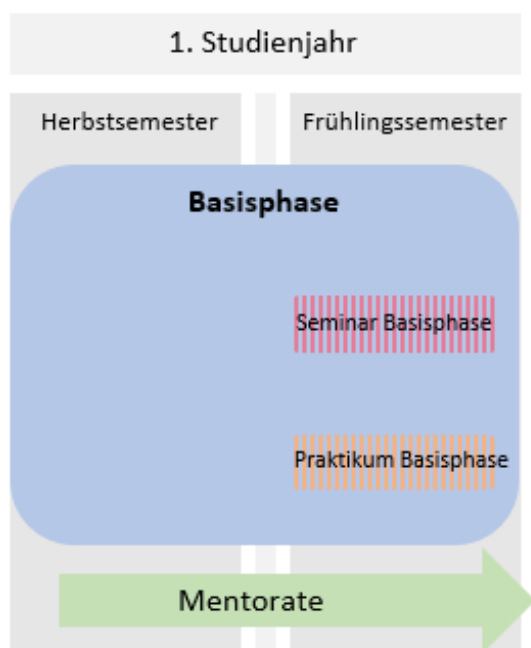 1. Studienjahr
Herbstsemester
Frühlingssemester
Basisphase
Seminar Basisphase
Praktikum Basisphase
Mentorate